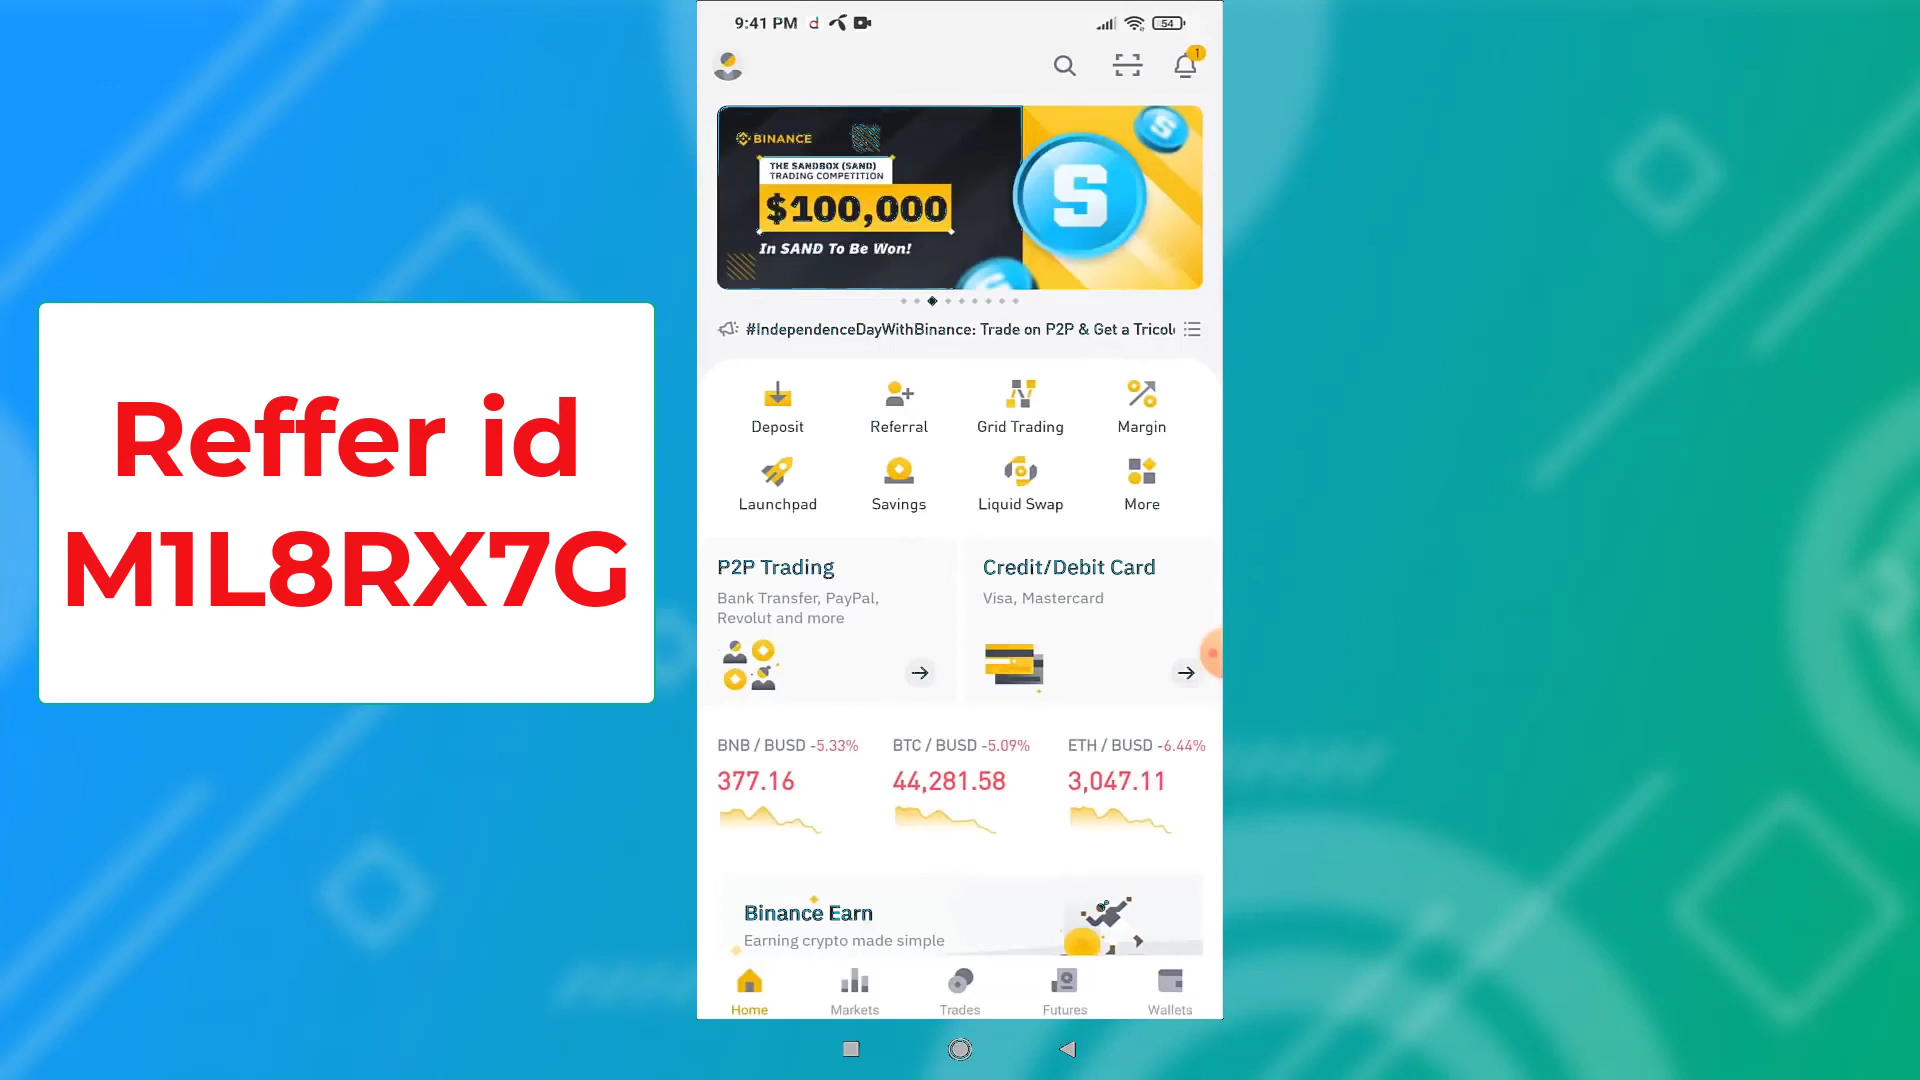 Reffer id
M1L8RX7G
9:41 PM
54
1
BINANCE
THE SANDBOX (SAND)
TRADING COMPETITION
$100,000
In SAND To Be Won!
#IndependenceDayWithBinance: Trade on P2P & Get a Tricol
Deposit
Referral
Grid Trading
Margin
Launchpad
Savings
Liquid Swap
More
P2P Trading
Bank Transfer, PayPal,
Revolut and more
Credit/Debit Card
Visa, Mastercard
BNB / BUSD -5.33%
377.16
BTC / BUSD -5.09%
44,281.58
ETH / BUSD -6.44%
3,047.11
Binance Earn
Earning crypto made simple
Home
Markets
Trades
Futures
Wallets